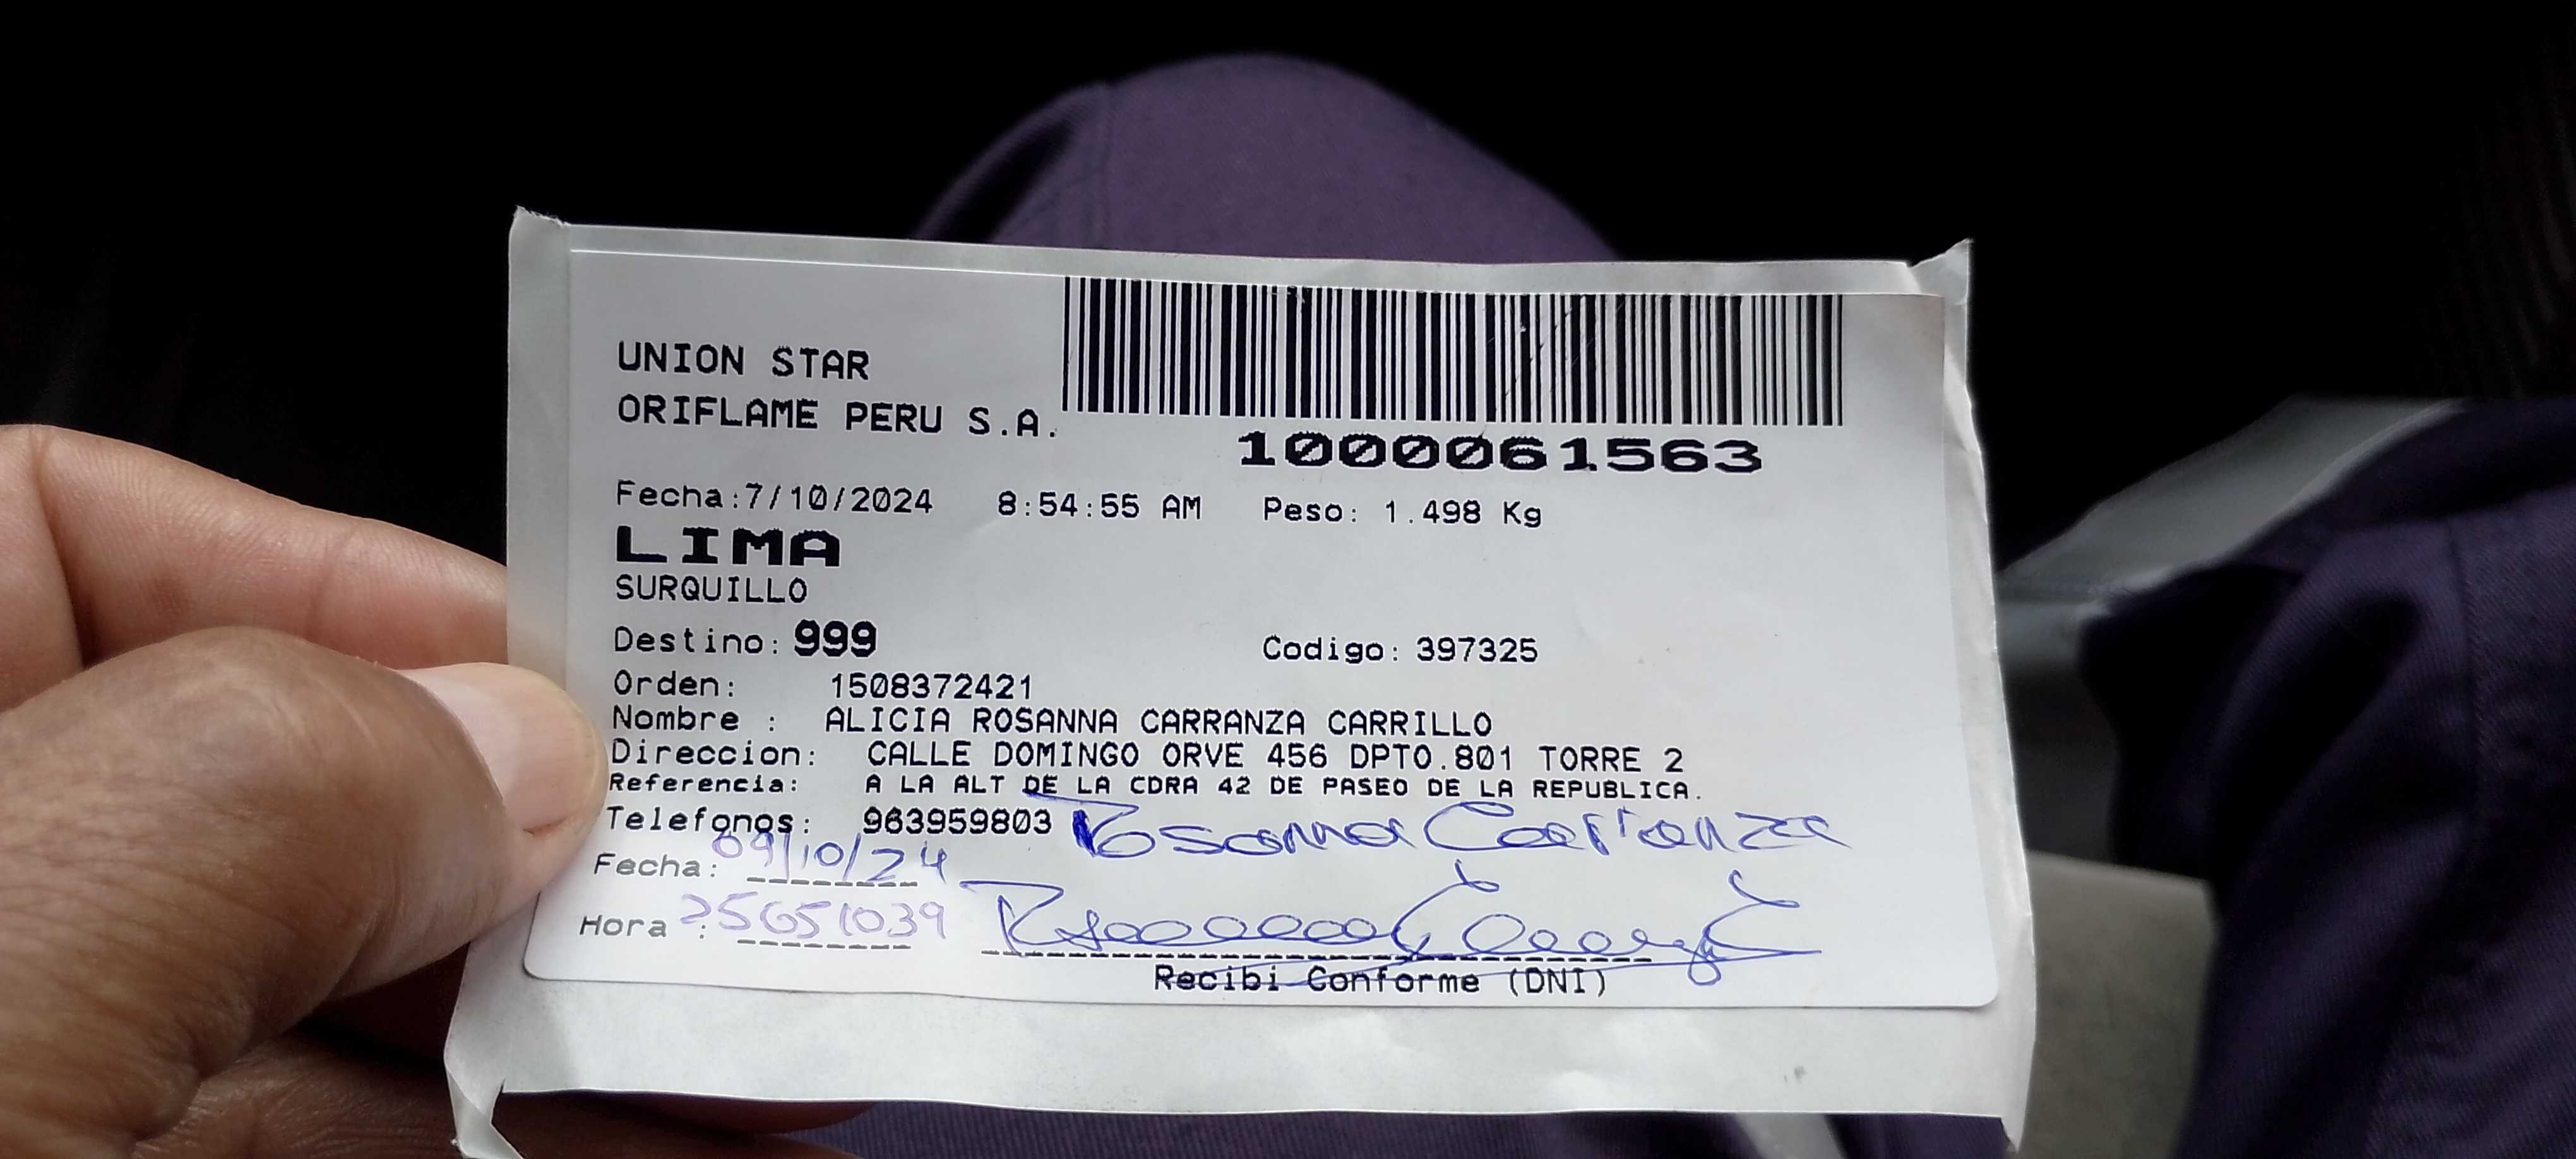 UNION STAR
ORIFLAME PERU S.A.
1000061563
Fecha:7/10/2024 8:54:55 AM Peso: 1.498 Kg
LIMA
SURQUILLO
Destino: 999 Codigo: 397325
Orden: 1508372421
Nombre : ALICIA ROSANNA CARRANZA CARRILLO
Direccion: CALLE DOMINGO ORVE 456 DPTO.801 TORRE 2
Referencia: A LA ALT DE LA CDRA 42 DE PASEO DE LA REPUBLICA.
Telefonos: 963959803 Rosanna Carranza
Fecha: 09/10/24
Hora : 25651039
Recibi Conforme (DNI)